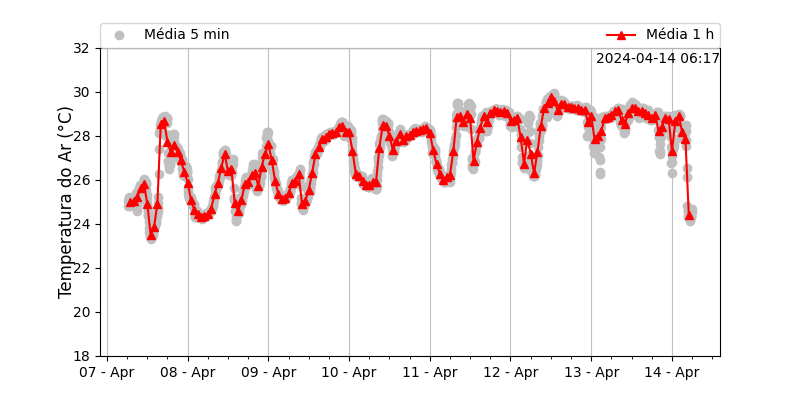 Média 5 min
Média 1 h
2024-04-14 06:17
Temperatura do Ar (°C)
32
30
28
26
24
22
20
18
07 - Apr
08 - Apr
09 - Apr
10 - Apr
11 - Apr
12 - Apr
13 - Apr
14 - Apr